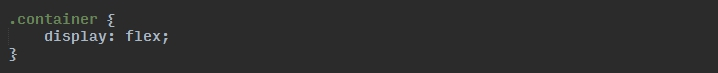 .container {
    display: flex;
}